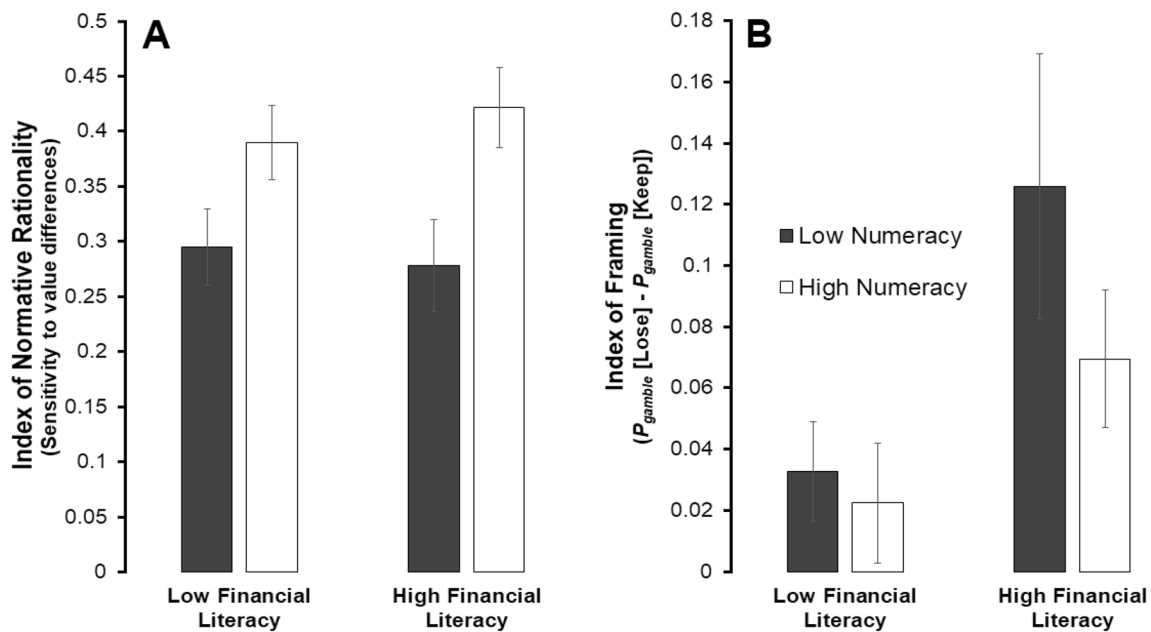 A
Index of Normative Rationality
(Sensitivity to value differences)
0.5
0.45
0.4
0.35
0.3
0.25
0.2
0.15
0.1
0.05
0
Low Financial
Literacy
High Financial
Literacy
B
Index of Framing
(Pgamble [Lose] - Pgamble [Keep])
0.18
0.16
0.14
0.12
0.1
0.08
0.06
0.04
0.02
0
Low Numeracy
High Numeracy
Low Financial
Literacy
High Financial
Literacy